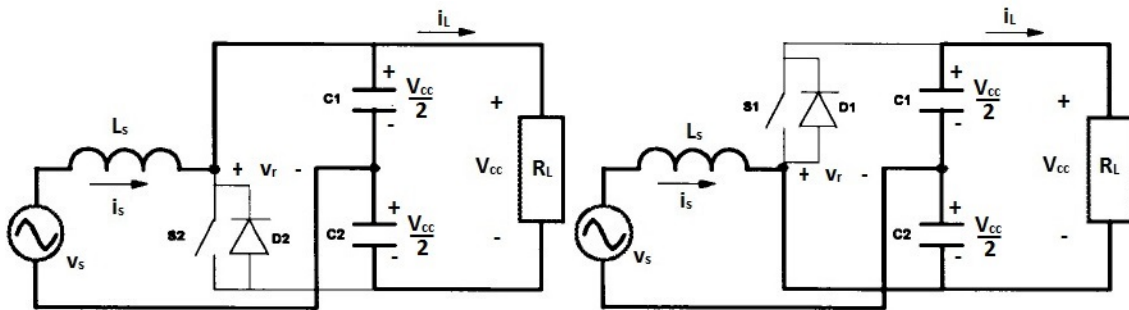 iL
+
C1
Vcc
2
-
+
Ls
+ vr -
Vcc
RL
is
S2
D2
+
C2
Vcc
2
-
-
vs
iL
S1
D1
+
C1
Vcc
2
-
+
Ls
+ vr -
Vcc
RL
is
+
C2
Vcc
2
-
-
vs